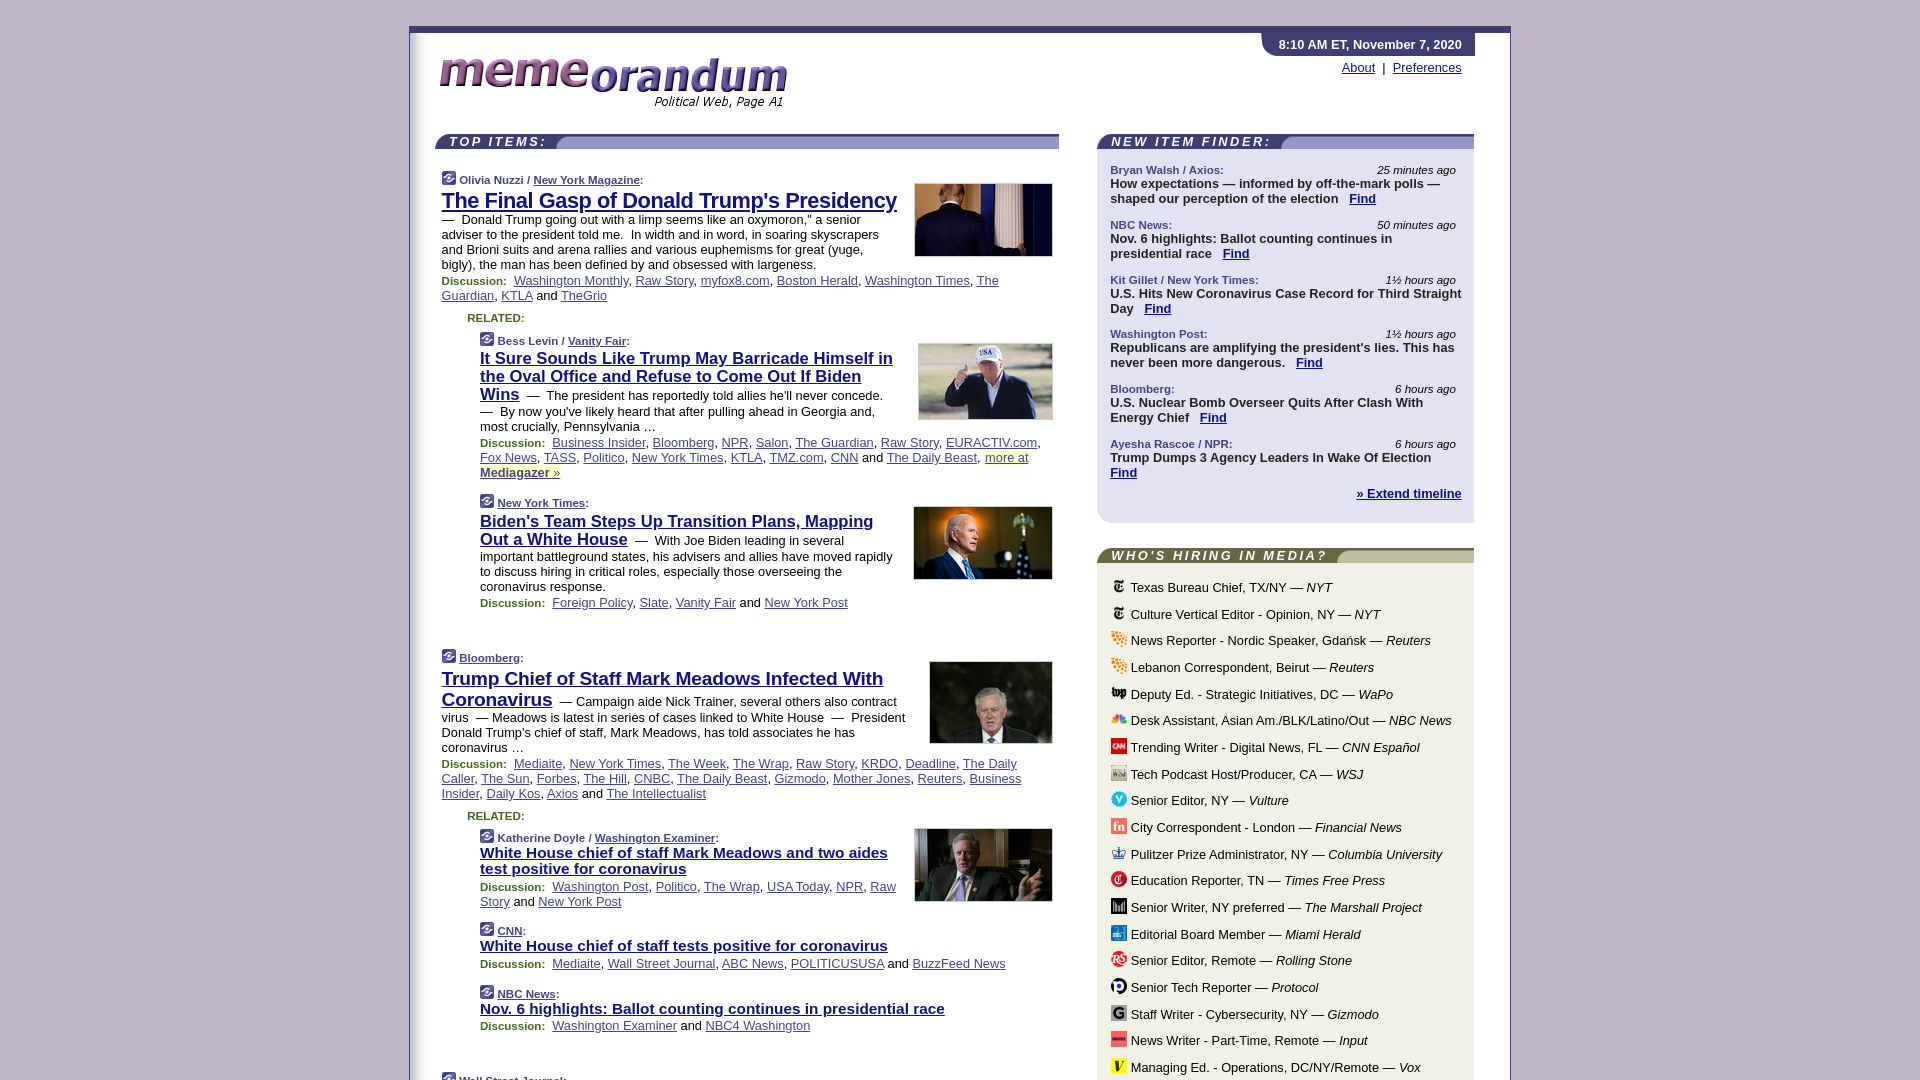 8:10 AM ET, November 7, 2020
About | Preferences
memeorandum
Political Web, Page A1
TOP ITEMS:
Olivia Nuzzi / New York Magazine:
The Final Gasp of Donald Trump's Presidency
— Donald Trump going out with a limp seems like an oxymoron," a senior
adviser to the president told me. In width and in word, in soaring skyscrapers
and Brioni suits and arena rallies and various euphemisms for great (yuge,
bigly), the man has been defined by and obsessed with largeness.
Discussion: Washington Monthly, Raw Story, myfox8.com, Boston Herald, Washington Times, The
Guardian, KTLA and TheGrio
RELATED:
Bess Levin / Vanity Fair:
It Sure Sounds Like Trump May Barricade Himself in
the Oval Office and Refuse to Come Out If Biden
Wins — The president has reportedly told allies he'll never concede.
— By now you've likely heard that after pulling ahead in Georgia and,
most crucially, Pennsylvania …
USA
Discussion: Business Insider, Bloomberg, NPR, Salon, The Guardian, Raw Story, EURACTIV.com,
Fox News, TASS, Politico, New York Times, Reuters, KTLA, TMZ.com, CNN and The Daily Beast, more at
Mediagazer »
New York Times:
Biden's Team Steps Up Transition Plans, Mapping
Out a White House — With Joe Biden leading in several
important battleground states, his advisers and allies have moved rapidly
to discuss hiring in critical roles, especially those overseeing the
coronavirus response.
Discussion: Foreign Policy, Slate, Vanity Fair and New York Post
Bloomberg:
Trump Chief of Staff Mark Meadows Infected With
Coronavirus — Campaign aide Nick Trainer, several others also contract
virus — Meadows is latest in series of cases linked to White House — President
Donald Trump's chief of staff, Mark Meadows, has told associates he has
coronavirus …
Discussion: Mediaite, New York Times, The Week, The Wrap, Raw Story, KRDO, Deadline, The Daily
Caller, The Sun, Forbes, The Hill, CNBC, The Daily Beast, Gizmodo, Mother Jones, Reuters, Business
Insider, Daily Kos, Axios and The Intellectualist
RELATED:
Katherine Doyle / Washington Examiner:
White House chief of staff Mark Meadows and two aides
test positive for coronavirus
Discussion: Washington Post, Politico, The Wrap, USA Today, NPR, Raw
Story and New York Post
CNN:
White House chief of staff tests positive for coronavirus
Discussion: Mediaite, Wall Street Journal, ABC News, POLITICUSUSA and BuzzFeed News
NBC News:
Nov. 6 highlights: Ballot counting continues in presidential race
Discussion: Washington Examiner and NBC4 Washington
Wall Street Journal:
NEW ITEM FINDER:
Bryan Walsh / Axios: 25 minutes ago
How expectations — informed by off-the-mark polls —
shaped our perception of the election Find
NBC News: 50 minutes ago
Nov. 6 highlights: Ballot counting continues in
presidential race Find
Kit Gillet / New York Times: 1½ hours ago
U.S. Hits New Coronavirus Case Record for Third Straight
Day Find
Washington Post: 1½ hours ago
Republicans are amplifying the president's lies. This has
never been more dangerous. Find
Bloomberg: 6 hours ago
U.S. Nuclear Bomb Overseer Quits After Clash With
Energy Chief Find
Ayesha Rascoe / NPR: 6 hours ago
Trump Dumps 3 Agency Leaders In Wake Of Election
Find
» Extend timeline
WHO'S HIRING IN MEDIA?
Texas Bureau Chief, TX/NY — NYT
Culture Vertical Editor - Opinion, NY — NYT
News Reporter - Nordic Speaker, Gdańsk — Reuters
Lebanon Correspondent, Beirut — Reuters
wp Deputy Ed. - Strategic Initiatives, DC — WaPo
Desk Assistant, Asian Am./BLK/Latino/Out — NBC News
CNN Trending Writer - Digital News, FL — CNN Español
WSJ Tech Podcast Host/Producer, CA — WSJ
V Senior Editor, NY — Vulture
fn City Correspondent - London — Financial News
Pulitzer Prize Administrator, NY — Columbia University
Education Reporter, TN — Times Free Press
Senior Writer, NY preferred — The Marshall Project
Editorial Board Member — Miami Herald
RS Senior Editor, Remote — Rolling Stone
Senior Tech Reporter — Protocol
G Staff Writer - Cybersecurity, NY — Gizmodo
News Writer - Part-Time, Remote — Input
V Managing Ed. - Operations, DC/NY/Remote — Vox